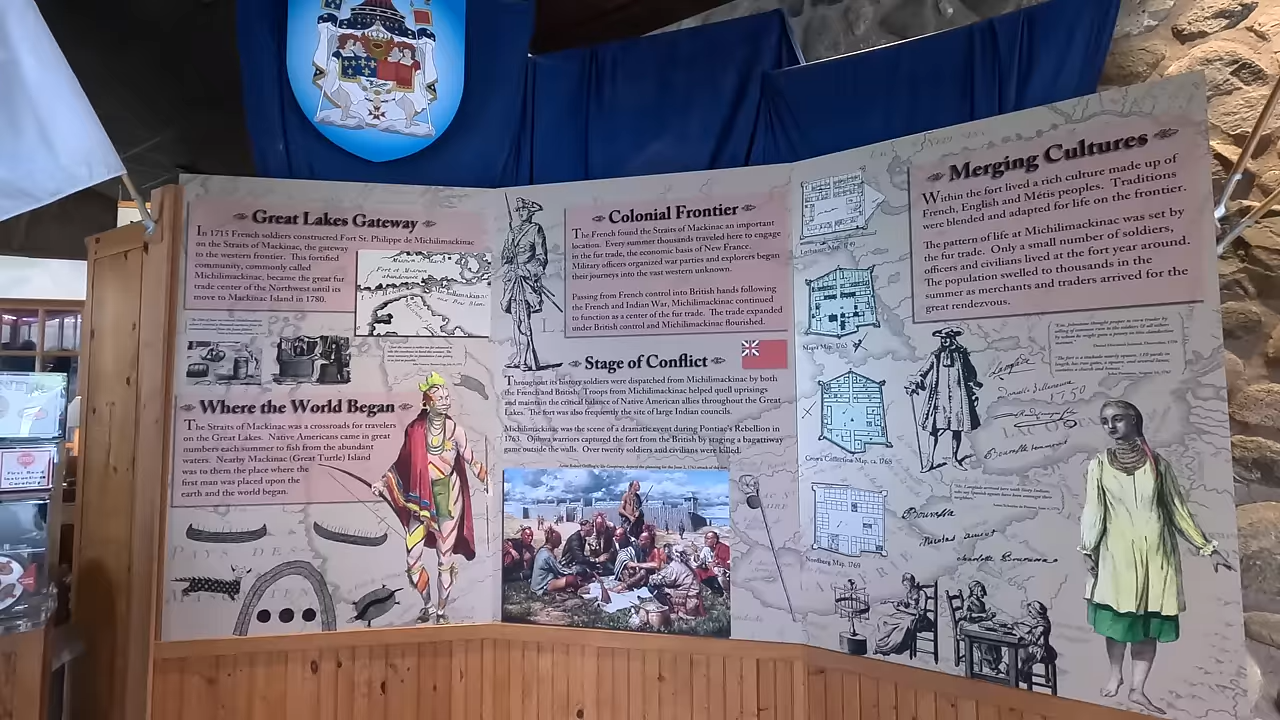 Great Lakes Gateway
In 1715 French soldiers constructed Fort St. Philippe de Michilimackinac
on the Straits of Mackinac, the gateway
to the western frontier. This fortified
community, commonly called
Michilimackinac, became the great fur
trade center of the Northwest until its
move to Mackinac Island in 1780.
Where the World Began
The Straits of Mackinac was a crossroads for travelers
on the Great Lakes. Native Americans came in great
numbers each summer to fish from the abundant
waters. Nearby Mackinac (Great Turtle) Island
was to them the place where the
first man was placed upon the
earth and the world began.
PAYS DES
Colonial Frontier
The French found the Straits of Mackinac an important
location. Every summer thousands traveled here to engage
in the fur trade, the economic basis of New France.
Military officers organized war parties and explorers began
their journeys into the vast western unknown.
Passing from French control into British hands following
the French and Indian War, Michilimackinac continued
to function as a center of the fur trade. The trade expanded
under British control and Michilimackinac flourished.
Stage of Conflict
Throughout its history soldiers were dispatched from Michilimackinac by both
the French and British. Troops from Michilimackinac helped quell uprisings
and maintain the critical balance of Native American allies throughout the Great
Lakes. The fort was also frequently the site of large Indian councils.
Michilimackinac was the scene of a dramatic event during Pontiac's Rebellion in
1763. Ojibwa warriors captured the fort from the British by staging a baggatiway
game outside the walls. Over twenty soldiers and civilians were killed.
Merging Cultures
Within the fort lived a rich culture made up of
French, English and Métis peoples. Traditions
were blended and adapted for life on the frontier.
The pattern of life at Michilimackinac was set by
the fur trade. Only a small number of soldiers,
officers and civilians lived at the fort year around.
The population swelled to thousands in the
summer as merchants and traders arrived for the
great rendezvous.
Magra Map 1765
Crown Collection Map, ca. 1768
Nordberg Map, 1769
Langlade
1750
Bourassa